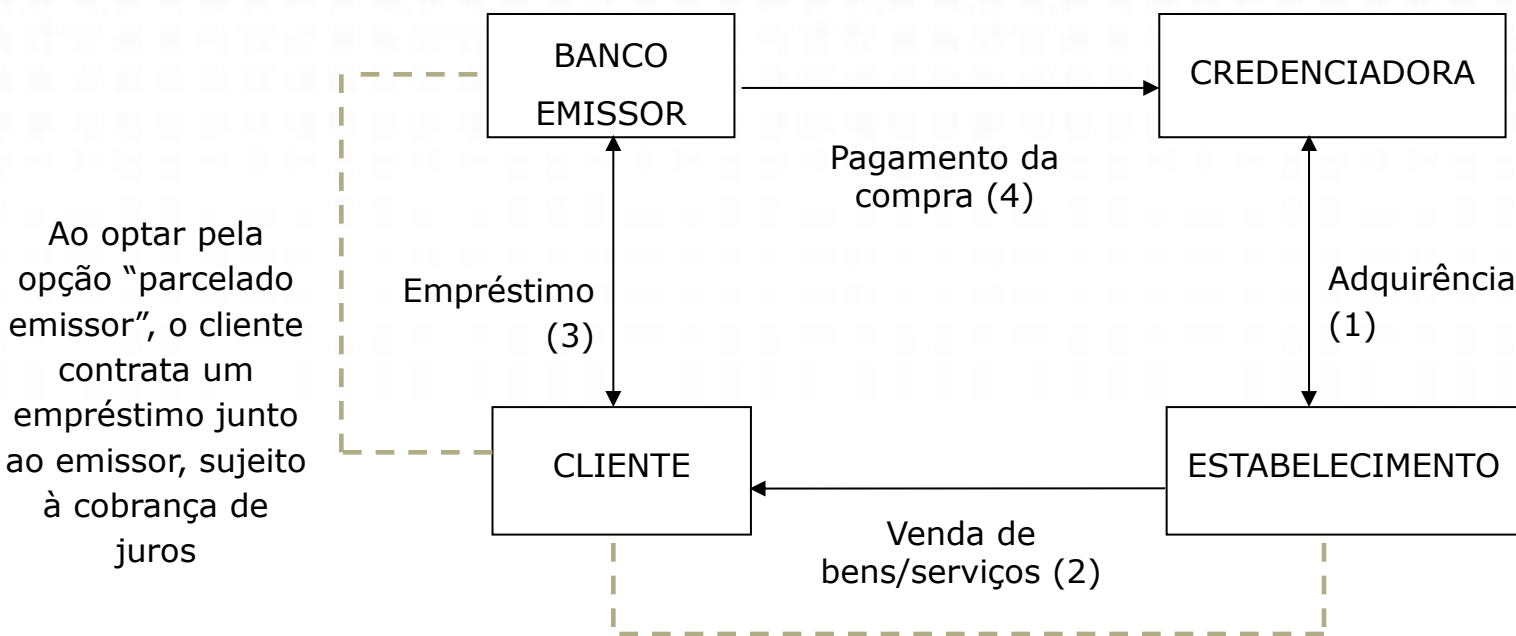 BANCO
EMISSOR
CREDENCIADORA
Pagamento da
compra (4)
Ao optar pela
opção “parcelado
emissor”, o cliente
contrata um
empréstimo junto
ao emissor, sujeito
à cobrança de
juros
Empréstimo
(3)
Adquirência
(1)
CLIENTE
ESTABELECIMENTO
Venda de
bens/serviços (2)